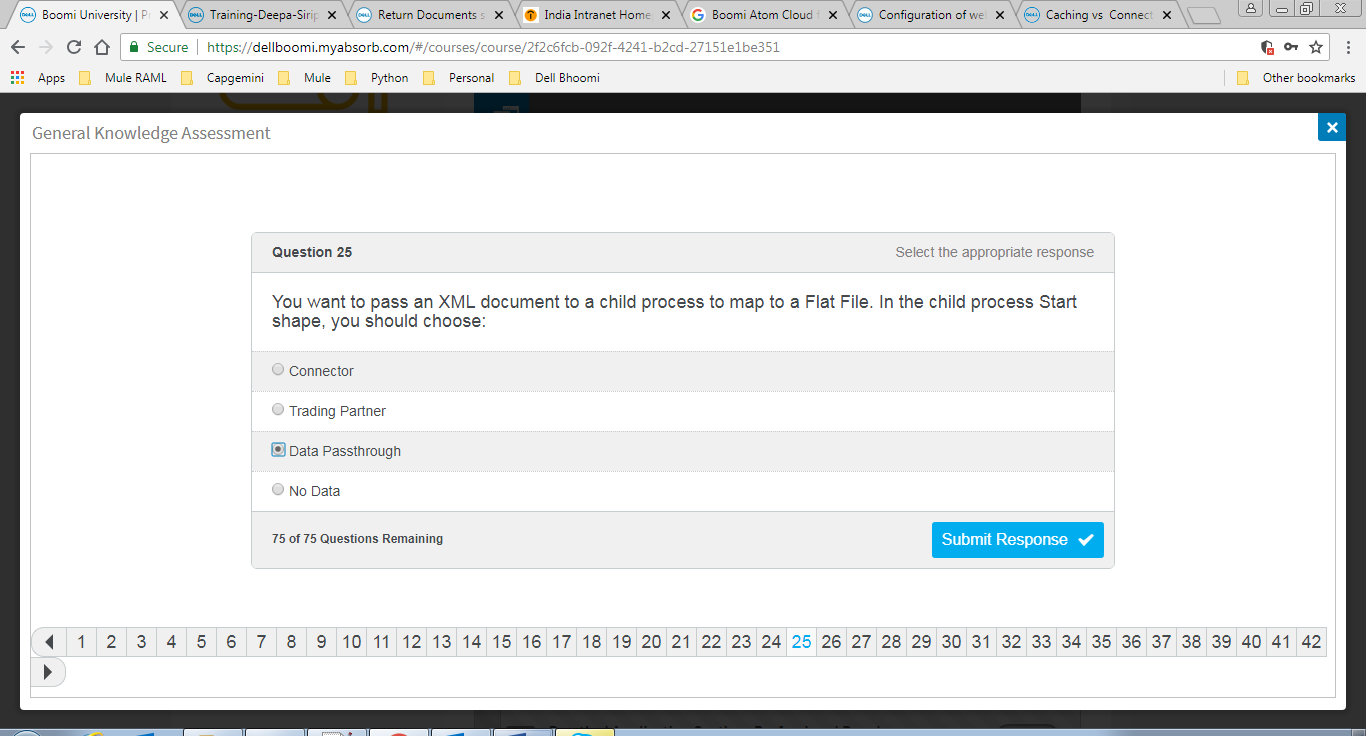 Boomi University | P
Training-Deepa-Sirip
Return Documents s
India Intranet Home
Boomi Atom Cloud
Configuration of we
Caching vs Connect
Secure
https://dellboomi.myabsorb.com/#/courses/course/2f2c6fcb-092f-4241-b2cd-27151e1be351
Apps
Mule RAML
Capgemini
Mule
Python
Personal
Dell Bhoomi
Other bookmarks
General Knowledge Assessment
Question 25
Select the appropriate response
You want to pass an XML document to a child process to map to a Flat File. In the child process Start
shape, you should choose:
Connector
Trading Partner
Data Passthrough
No Data
75 of 75 Questions Remaining
Submit Response
1 2 3 4 5 6 7 8 9 10 11 12 13 14 15 16 17 18 19 20 21 22 23 24 25 26 27 28 29 30 31 32 33 34 35 36 37 38 39 40 41 42